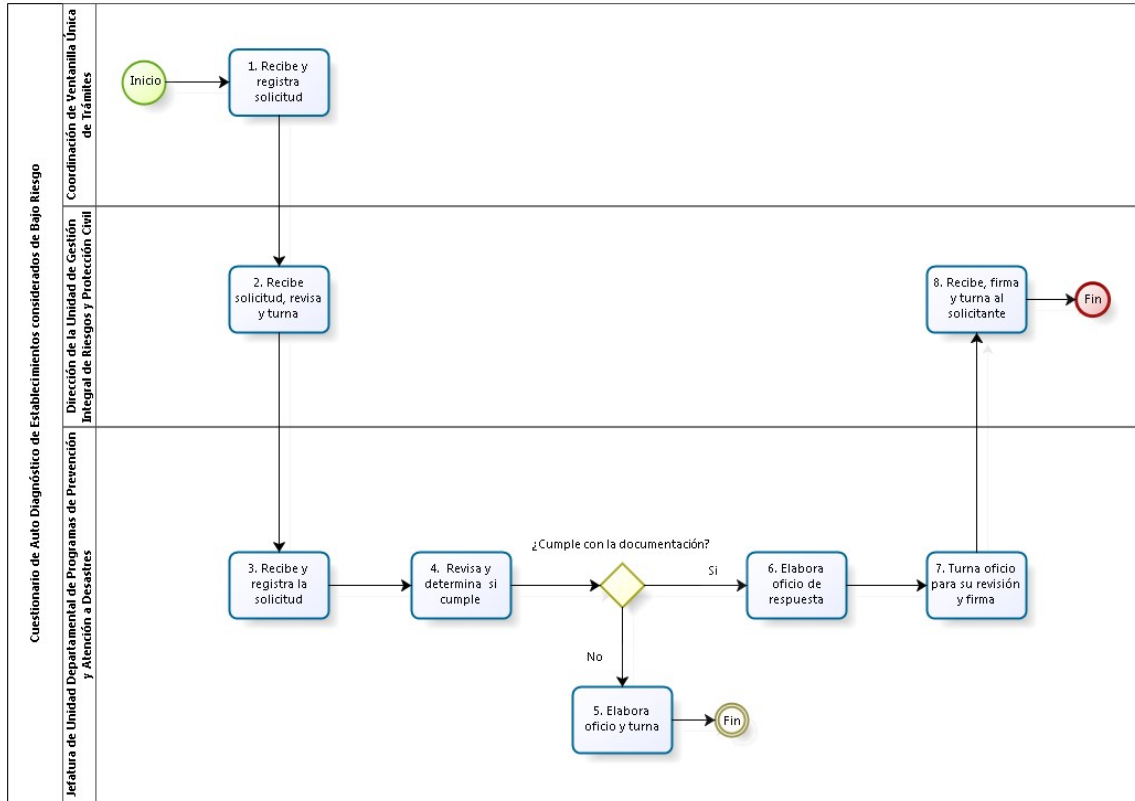 Cuestionario de Auto Diagnóstico de Establecimientos considerados de Bajo Riesgo
Coordinación de Ventanilla Única
de Trámites
Inicio
1. Recibe y
registra
solicitud
Dirección de la Unidad de Gestión
Integral de Riesgos y Protección Civil
2. Recibe
solicitud, revisa
y turna
8. Recibe, firma
y turna al
solicitante
Fin
Jefatura de Unidad Departamental de Programas de Prevención
y Atención a Desastres
3. Recibe y
registra la
solicitud
4. Revisa y
determina si
cumple
¿Cumple con la documentación?
Si
6. Elabora
oficio de
respuesta
7. Turna oficio
para su revisión
y firma
No
5. Elabora
oficio y turna
Fin